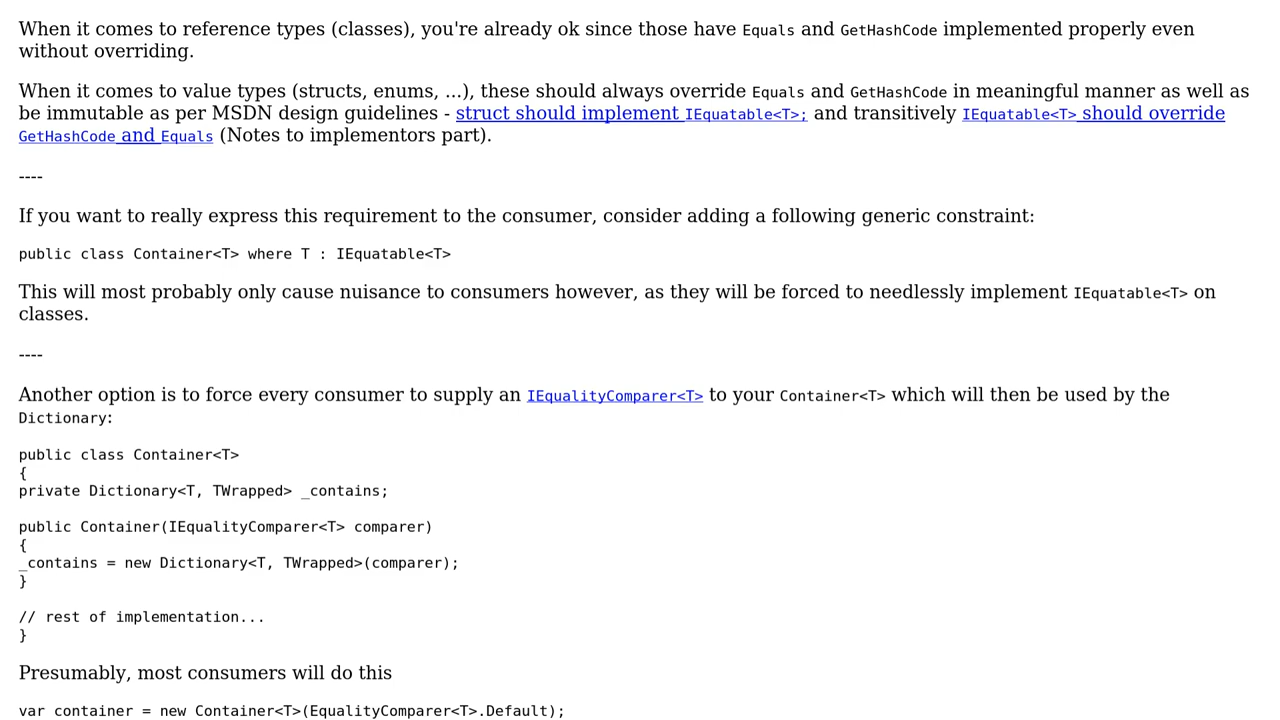 When it comes to reference types (classes), you're already ok since those have Equals and GetHashCode implemented properly even
without overriding.
When it comes to value types (structs, enums, ...), these should always override Equals and GetHashCode in meaningful manner as well as
be immutable as per MSDN design guidelines - struct should implement IEquatable<T>; and transitively IEquatable<T> should override
GetHashCode and Equals (Notes to implementors part).
----
If you want to really express this requirement to the consumer, consider adding a following generic constraint:
public class Container<T> where T : IEquatable<T>
This will most probably only cause nuisance to consumers however, as they will be forced to needlessly implement IEquatable<T> on
classes.
----
Another option is to force every consumer to supply an IEqualityComparer<T> to your Container<T> which will then be used by the
Dictionary:
public class Container<T>
{
private Dictionary<T, TWrapped> _contains;
public Container(IEqualityComparer<T> comparer)
{
_contains = new Dictionary<T, TWrapped>(comparer);
}
// rest of implementation...
}
Presumably, most consumers will do this
var container = new Container<T>(EqualityComparer<T>.Default);